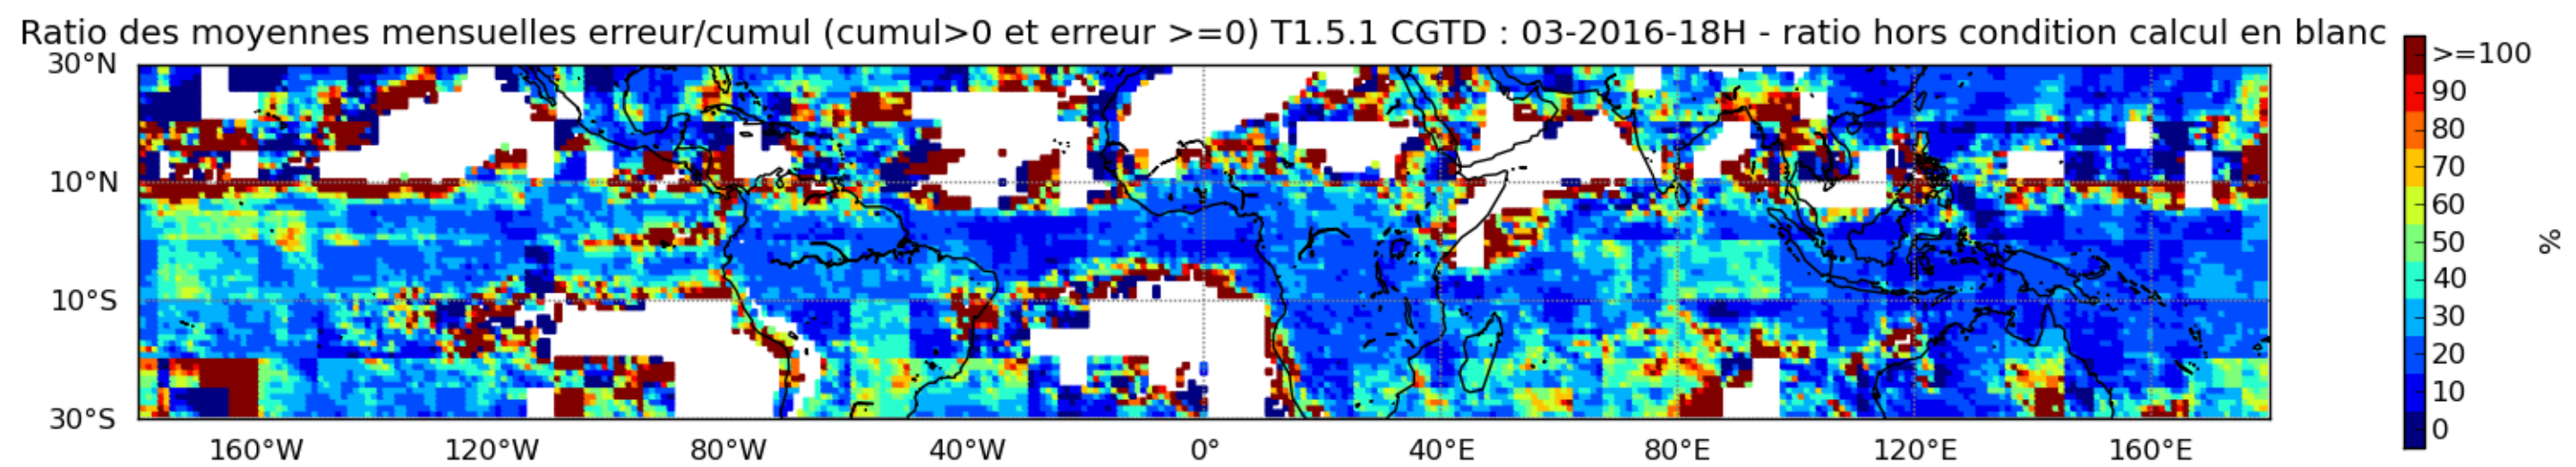 Ratio des moyennes mensuelles erreur/cumul (cumul>0 et erreur >=0) T1.5.1 CGTD : 03-2016-18H - ratio hors condition calcul en blanc
30°N
10°N
10°S
30°S
160°W 120°W 80°W 40°W 0° 40°E 80°E 120°E 160°E
>=100
90
80
70
60
50
40
30
20
10
0
%